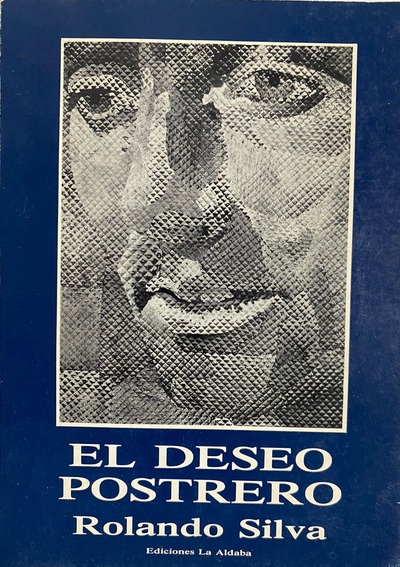 EL DESEO
POSTRERO
Rolando Silva
Ediciones La Aldaba